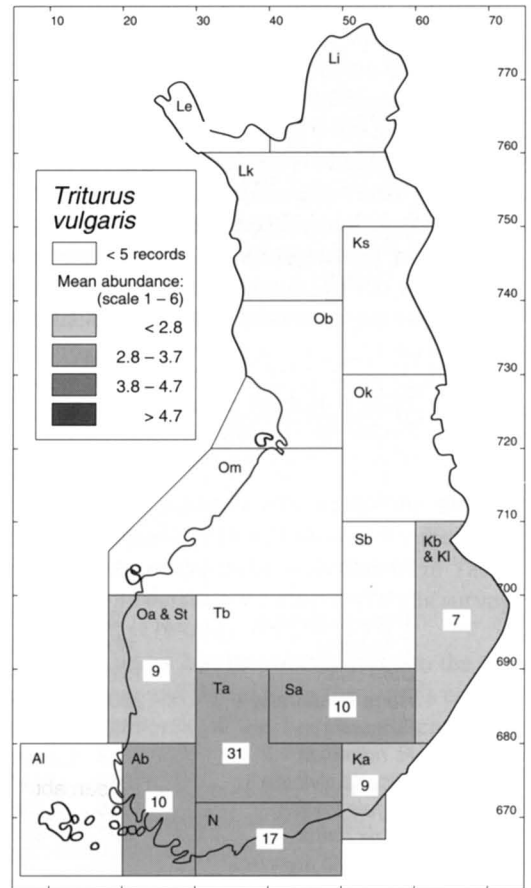 10 20 30 40 50 60 70
Li
770
Le
760
Lk
Triturus
vulgaris
< 5 records
Mean abundance:
(scale 1 – 6)
< 2.8
2.8 – 3.7
3.8 – 4.7
> 4.7
750
Ks
740
Ob
730
Ok
720
Om
710
Sb
Kb
& Kl
700
Oa & St
Tb
7
690
9
Ta
Sa
10
680
31
Al
Ab
Ka
9
10
670
N
17